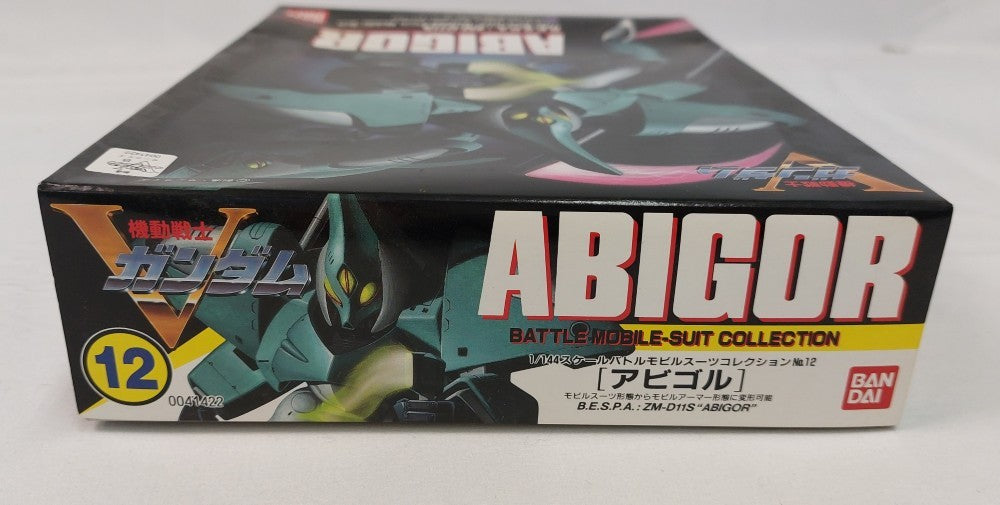 ABIGOR
機動戦士
V
ガンダム
ABIGOR
BATTLE MOBILE-SUIT COLLECTION
1/144スケールバトルモビルスーツコレクション No.12
[アビゴル]
モビルスーツ形態からモビルアーマー形態に変形可能
B.E.S.P.A.: ZM-D11S "ABIGOR"
12
0041422
BAN
DAI